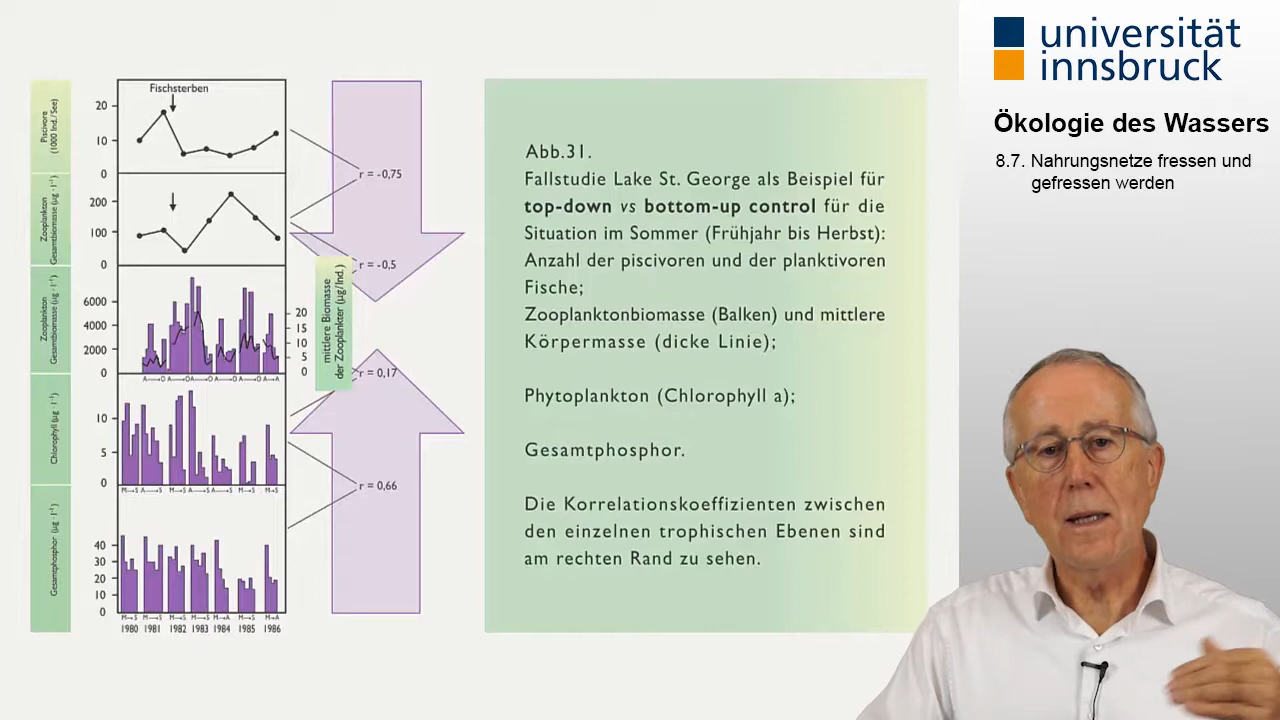 universität
innsbruck
Ökologie des Wassers
8.7. Nahrungsnetze fressen und
gefressen werden
Fischsterben
Piscivore
(1000 Ind./See)
20
10
0
Zooplankton
Gesamtbiomasse (µg · l⁻¹)
200
100
0
Zooplankton
Gesamtbiomasse (µg · l⁻¹)
6000
4000
2000
0
20
15
10
5
0
mittlere Biomasse
der Zooplankter (µg/Ind.)
A→O A→O A→O A→O A→O A→A
Chlorophyll (µg · l⁻¹)
10
5
0
M→S A→S M→S A→S M→S M→S M→S
Gesamtphosphor (µg · l⁻¹)
40
30
20
10
0
M→S M→S M→S M→S M→A M→S M→A
1980 1981 1982 1983 1984 1985 1986
r = -0,75
r = -0,5
r = 0,17
r = 0,66
Abb.31.
Fallstudie Lake St. George als Beispiel für
top-down vs bottom-up control für die
Situation im Sommer (Frühjahr bis Herbst):
Anzahl der piscivoren und der planktivoren
Fische;
Zooplanktonbiomasse (Balken) und mittlere
Körpermasse (dicke Linie);
Phytoplankton (Chlorophyll a);
Gesamtphosphor.
Die Korrelationskoeffizienten zwischen
den einzelnen trophischen Ebenen sind
am rechten Rand zu sehen.